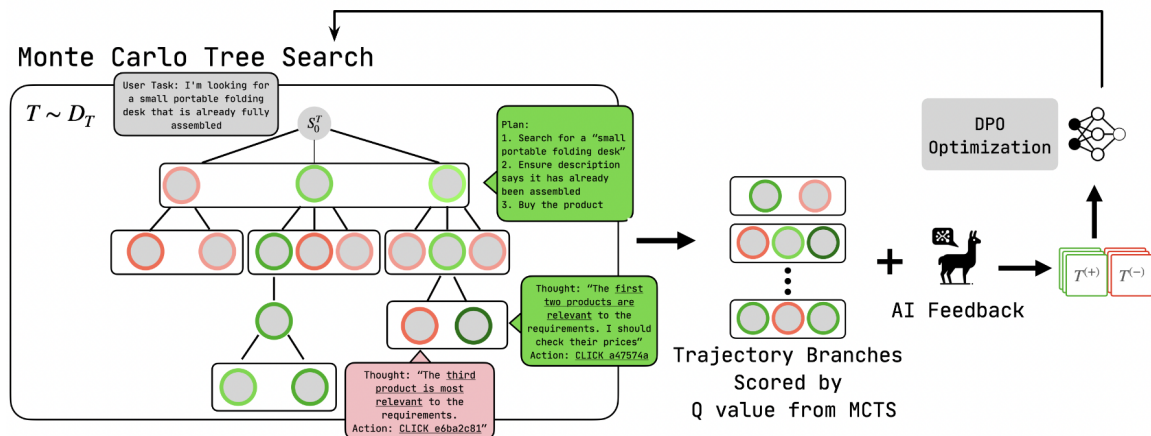 Monte Carlo Tree Search
T ~ D_T
User Task: I'm looking for
a small portable folding
desk that is already fully
assembled
S_0^T
Plan:
1. Search for a “small
portable folding desk”
2. Ensure description
says it has already
been assembled
3. Buy the product
Thought: “The first
two products are
relevant to the
requirements. I should
check their prices”
Action: CLICK a47574a
Thought: “The third
product is most
relevant to the
requirements.
Action: CLICK e6ba2c81”
Trajectory Branches
Scored by
Q value from MCTS
AI Feedback
T^(+)
T^(-)
DPO
Optimization